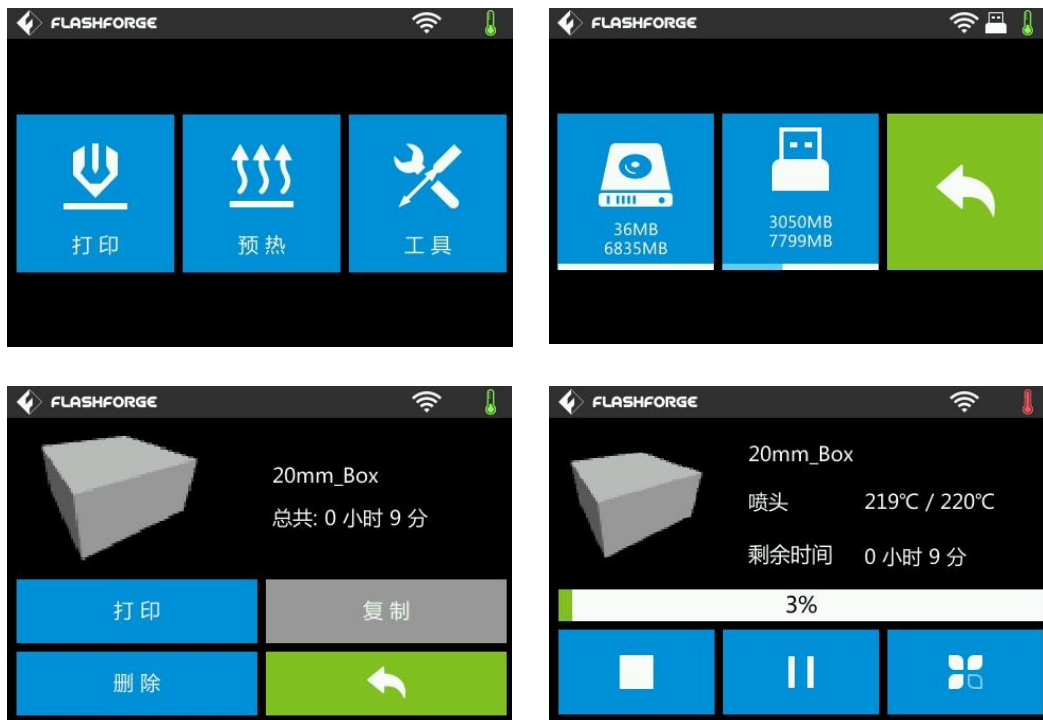 FLASHFORGE
打印
预热
工具
FLASHFORGE
36MB
6835MB
3050MB
7799MB
FLASHFORGE
20mm_Box
总共: 0 小时 9 分
打印
复制
删除
FLASHFORGE
20mm_Box
喷头 219℃ / 220℃
剩余时间 0 小时 9 分
3%